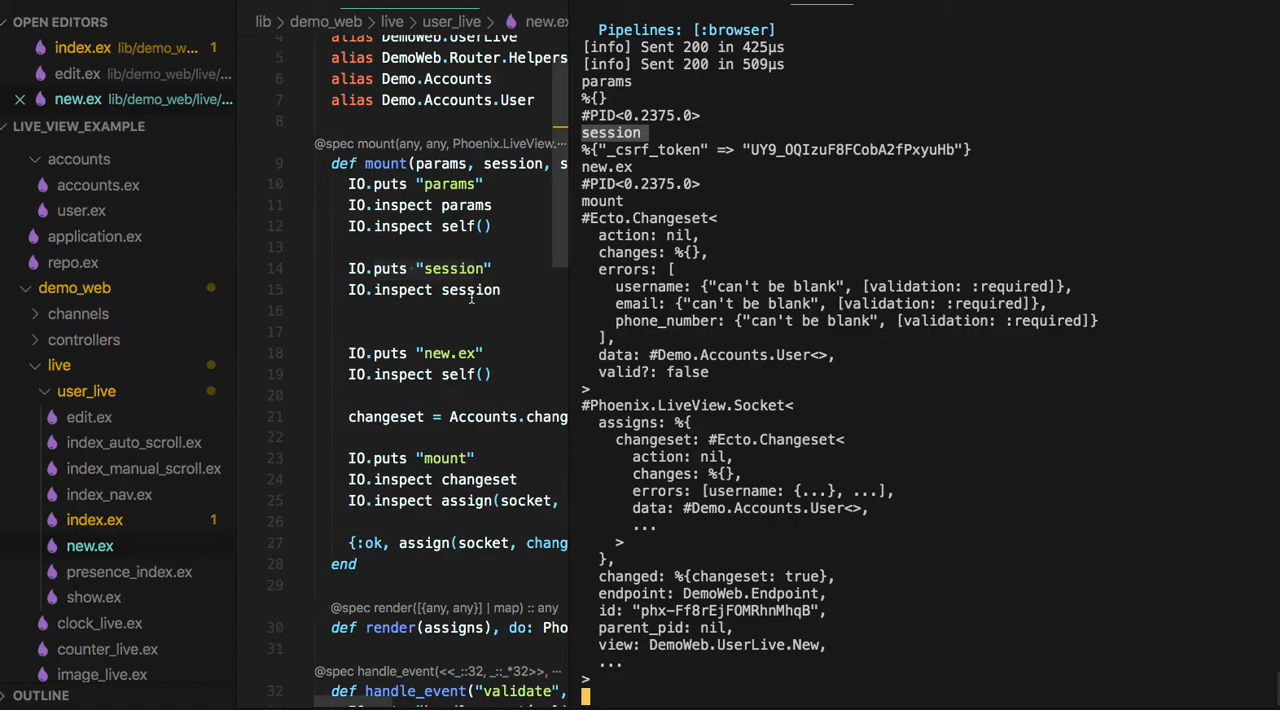 OPEN EDITORS
index.ex lib/demo_w... 1
edit.ex lib/demo_web/live/...
new.ex lib/demo_web/live/...
LIVE_VIEW_EXAMPLE
accounts
accounts.ex
user.ex
application.ex
repo.ex
demo_web
channels
controllers
live
user_live
edit.ex
index_auto_scroll.ex
index_manual_scroll.ex
index_nav.ex
index.ex 1
new.ex
presence_index.ex
show.ex
clock_live.ex
counter_live.ex
image_live.ex
OUTLINE
lib > demo_web > live > user_live > new.ex
4 alias DemoWeb.UserLive
5 alias DemoWeb.Router.Helpers
6 alias Demo.Accounts
7 alias Demo.Accounts.User
8
@spec mount(any, any, Phoenix.LiveView.…
9 def mount(params, session, s
10 IO.puts "params"
11 IO.inspect params
12 IO.inspect self()
13
14 IO.puts "session"
15 IO.inspect session
16
17
18 IO.puts "new.ex"
19 IO.inspect self()
20
21 changeset = Accounts.chang
22
23 IO.puts "mount"
24 IO.inspect changeset
25 IO.inspect assign(socket,
26
27 {:ok, assign(socket, chang
28 end
29
@spec render([{any, any}] | map) :: any
30 def render(assigns), do: Pho
31
@spec handle_event(<<_::32, _::_*32>>, …
32 def handle_event("validate",
Pipelines: [:browser]
[info] Sent 200 in 425µs
[info] Sent 200 in 509µs
params
%{}
#PID<0.2375.0>
session
%{"_csrf_token" => "UY9_OQIzuF8FCobA2fPxyuHb"}
new.ex
#PID<0.2375.0>
mount
#Ecto.Changeset<
action: nil,
changes: %{},
errors: [
username: {"can't be blank", [validation: :required]},
email: {"can't be blank", [validation: :required]},
phone_number: {"can't be blank", [validation: :required]}
],
data: #Demo.Accounts.User<>,
valid?: false
>
#Phoenix.LiveView.Socket<
assigns: %{
changeset: #Ecto.Changeset<
action: nil,
changes: %{},
errors: [username: {...}, ...],
data: #Demo.Accounts.User<>,
...
>
},
changed: %{changeset: true},
endpoint: DemoWeb.Endpoint,
id: "phx-Ff8rEjFOMRhnMhqB",
parent_pid: nil,
view: DemoWeb.UserLive.New,
...
>